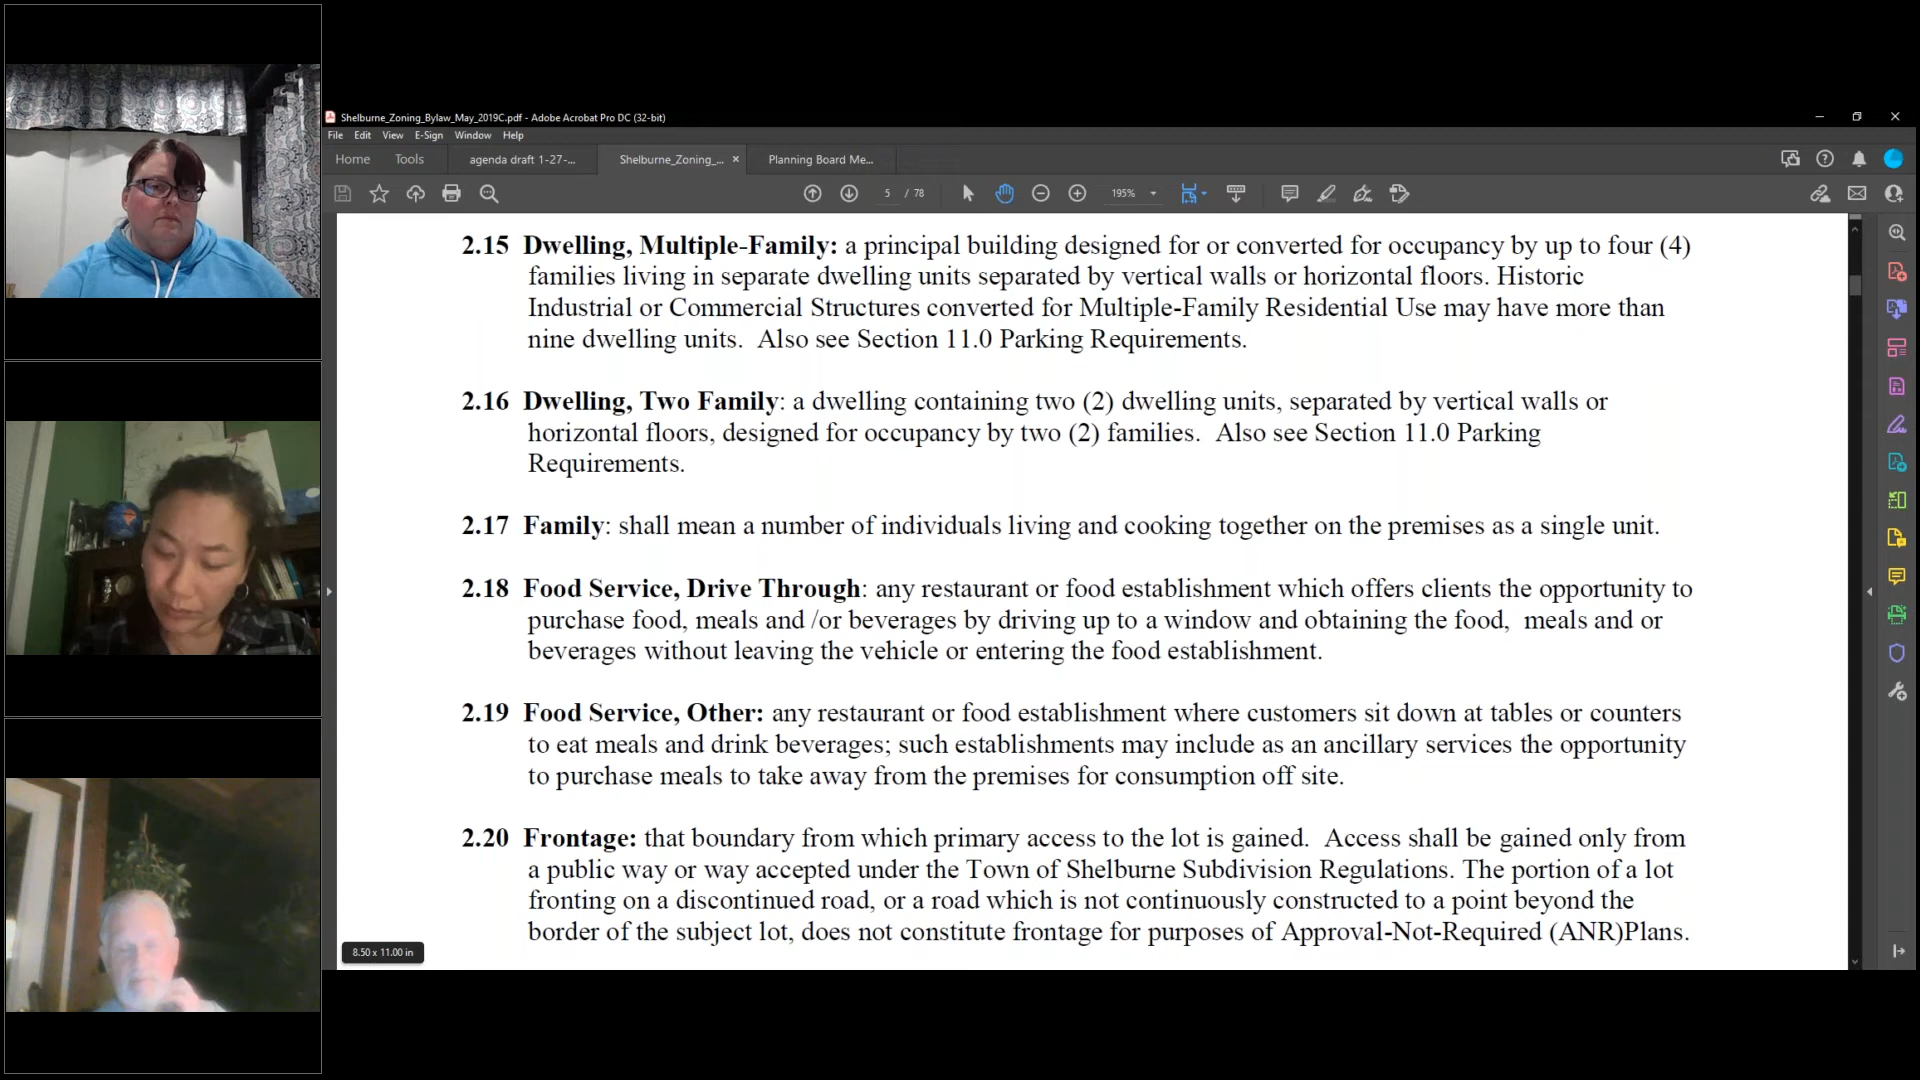 Shelburne_Zoning_Bylaw_May_2019C.pdf - Adobe Acrobat Pro DC (32-bit)
File Edit View E-Sign Window Help
Home Tools agenda draft 1-27-... Shelburne_Zoning_... × Planning Board Me...
5 / 78 195%
2.15 Dwelling, Multiple-Family: a principal building designed for or converted for occupancy by up to four (4)
families living in separate dwelling units separated by vertical walls or horizontal floors. Historic
Industrial or Commercial Structures converted for Multiple-Family Residential Use may have more than
nine dwelling units. Also see Section 11.0 Parking Requirements.
2.16 Dwelling, Two Family: a dwelling containing two (2) dwelling units, separated by vertical walls or
horizontal floors, designed for occupancy by two (2) families. Also see Section 11.0 Parking
Requirements.
2.17 Family: shall mean a number of individuals living and cooking together on the premises as a single unit.
2.18 Food Service, Drive Through: any restaurant or food establishment which offers clients the opportunity to
purchase food, meals and /or beverages by driving up to a window and obtaining the food, meals and or
beverages without leaving the vehicle or entering the food establishment.
2.19 Food Service, Other: any restaurant or food establishment where customers sit down at tables or counters
to eat meals and drink beverages; such establishments may include as an ancillary services the opportunity
to purchase meals to take away from the premises for consumption off site.
2.20 Frontage: that boundary from which primary access to the lot is gained. Access shall be gained only from
a public way or way accepted under the Town of Shelburne Subdivision Regulations. The portion of a lot
fronting on a discontinued road, or a road which is not continuously constructed to a point beyond the
border of the subject lot, does not constitute frontage for purposes of Approval-Not-Required (ANR)Plans.
8.50 x 11.00 in